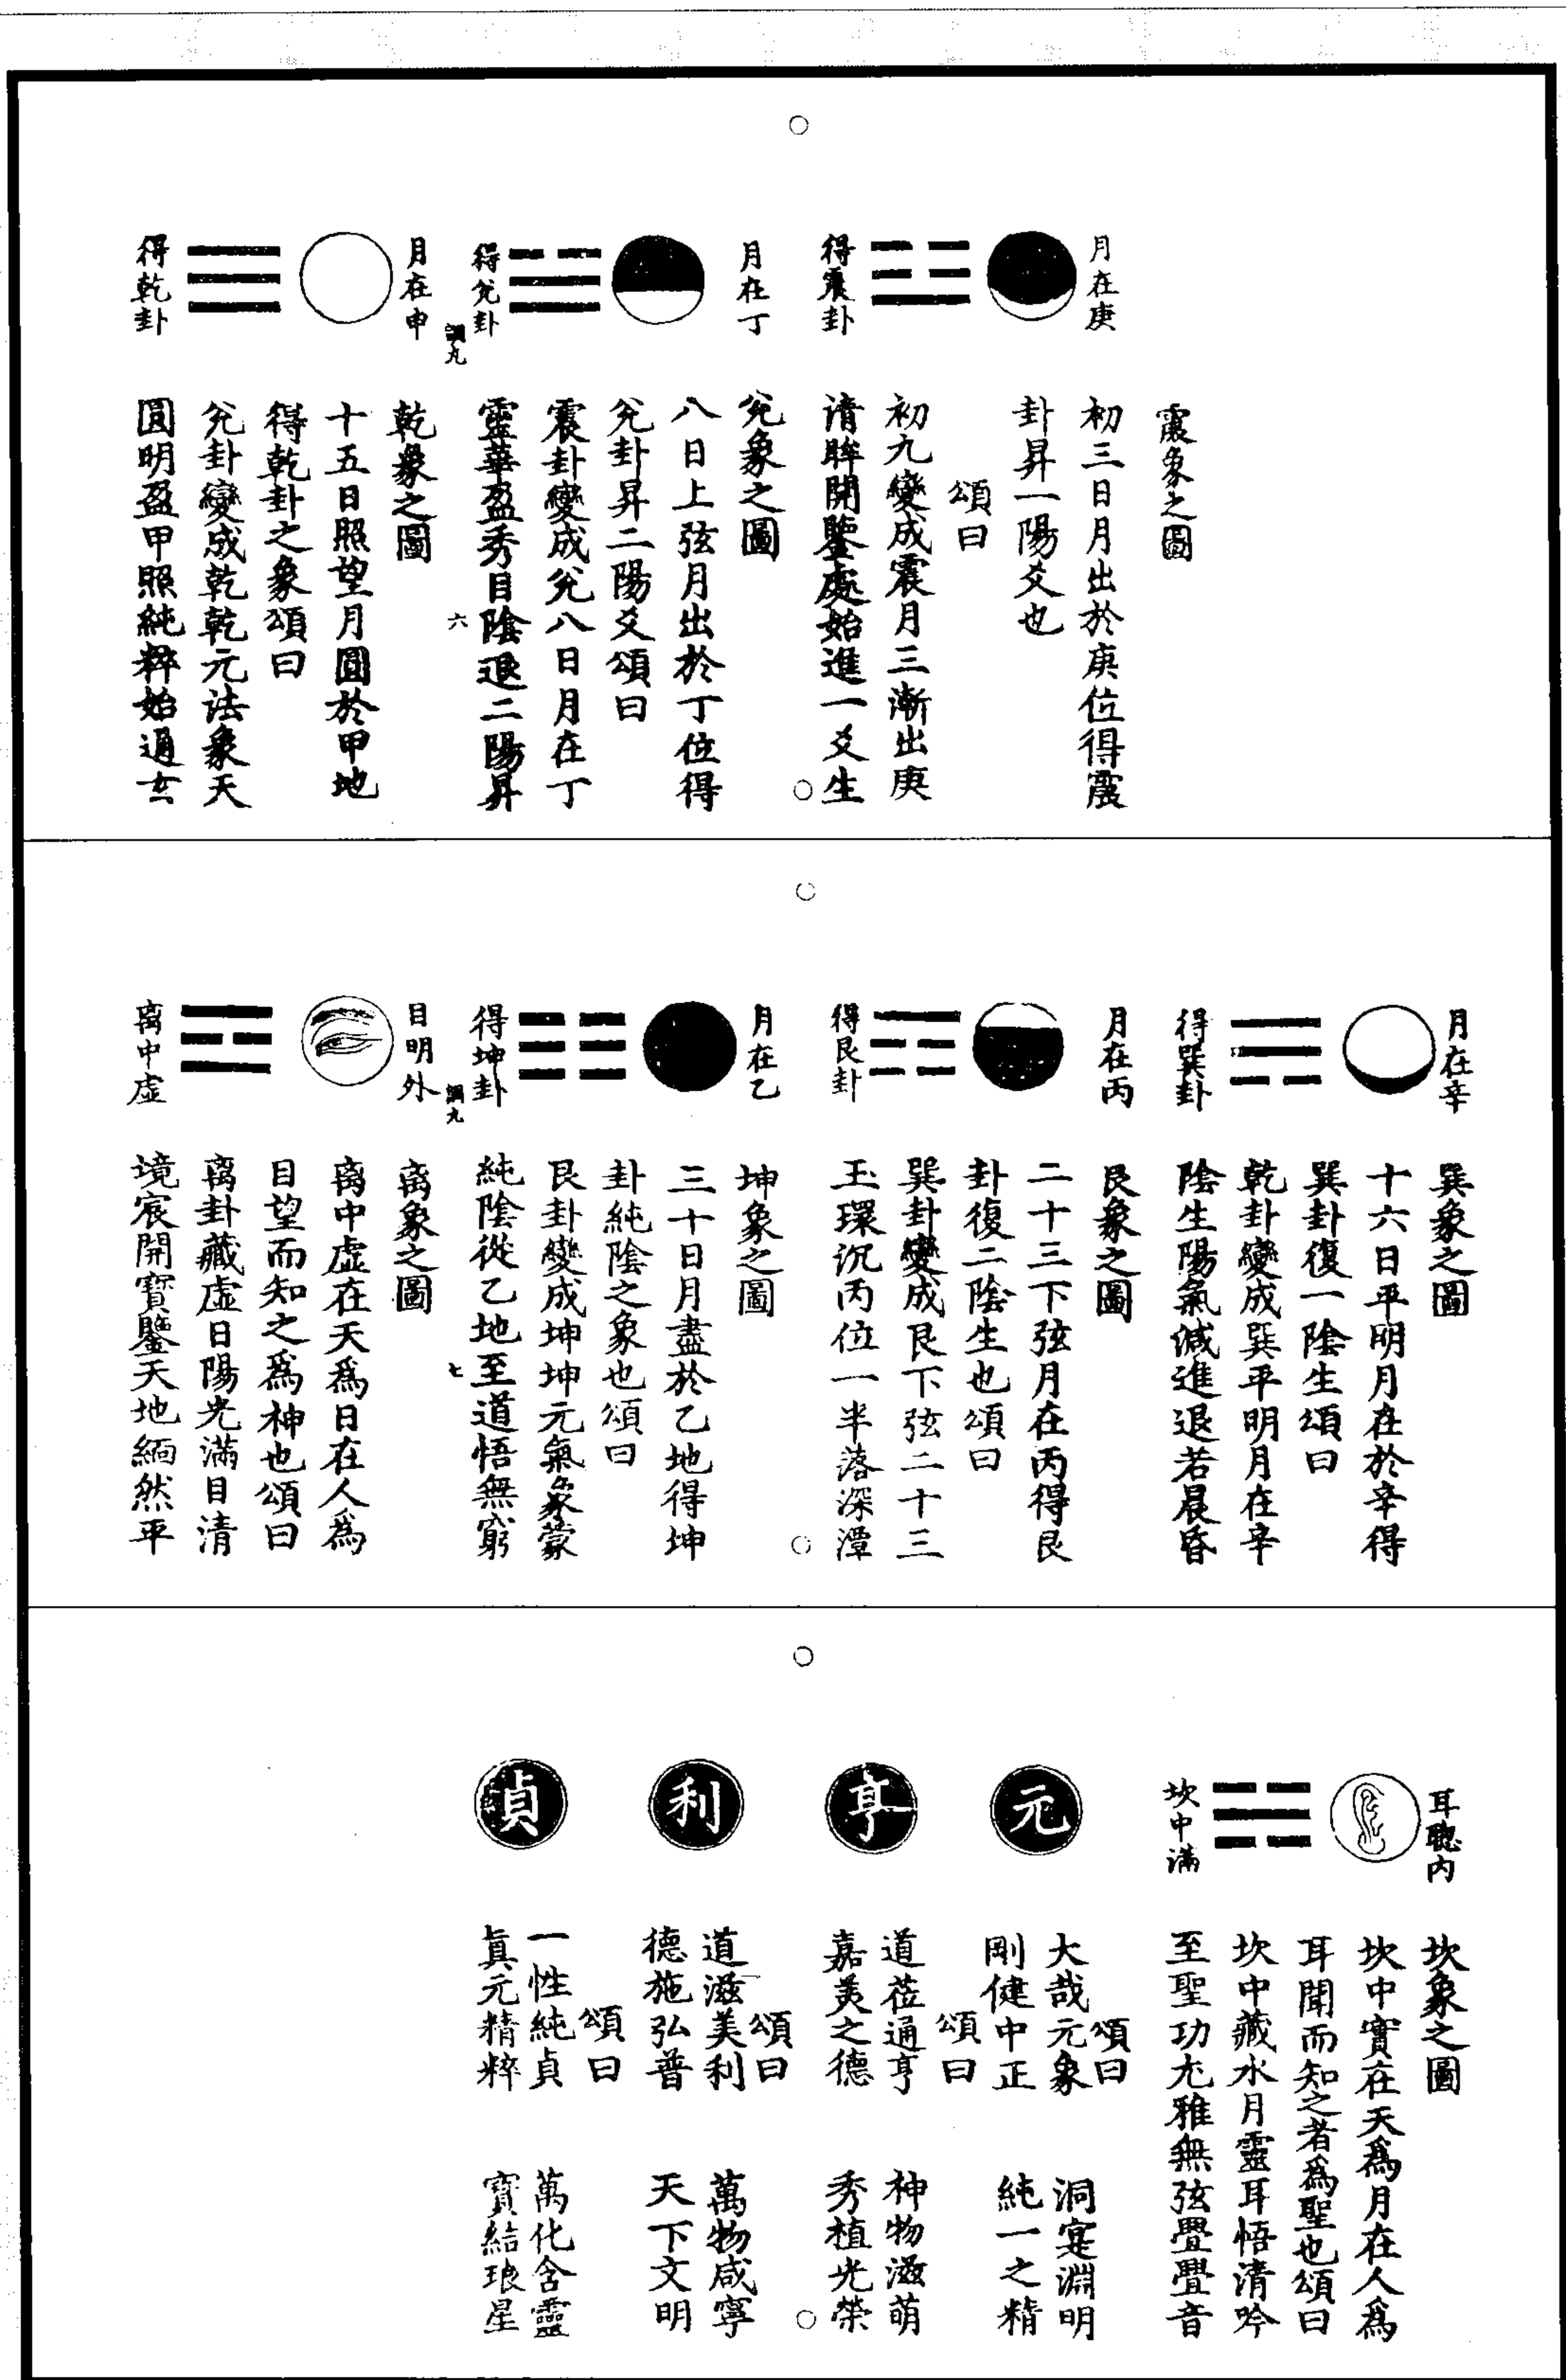 震象之圖
月在庚
得震卦
初三日月出於庚位得震
卦昇一陽爻也
頌曰
初九變成震月三漸出庚
清眸開鑒處始進一爻生
兌象之圖
月在丁
得兌卦
八日上弦月出於丁位得
兌卦昇二陽爻頌曰
震卦變成兌八日月在丁
靈華盈秀目陰退二陽昇
六
乾象之圖
月在申
得乾卦
十五日照望月圓於甲地
得乾卦之象頌曰
兌卦變成乾乾元法象天
圓明盈甲照純粹始通玄
巽象之圖
月在辛
得巽卦
十六日平明月在於辛得
巽卦復一陰生頌曰
乾卦變成巽平明月在辛
陰生陽氣減進退若晨昏
艮象之圖
月在丙
得艮卦
二十三下弦月在丙得艮
卦復二陰生也頌曰
巽卦變成艮下弦二十三
玉環沉丙位一半落深潭
坤象之圖
月在乙
得坤卦
三十日月盡於乙地得坤
卦純陰之象也頌曰
艮卦變成坤坤元氣象蒙
純陰從乙地至道悟無窮
七
离象之圖
目明外
离中虛
离中虛在天為日在人為
目望而知之為神也頌曰
离卦藏虛日陽光滿目清
境宸開寶鑒天地緬然平
坎象之圖
耳聰内
坎中滿
坎中實在天為月在人為
耳聞而知之者為聖也頌曰
坎中藏水月靈耳悟清吟
至聖功尤雅無弦疊疊音
元
頌曰
大哉元象 洞寔淵明
剛健中正 純一之精
亨
頌曰
道蒞通亨 神物滋萌
嘉美之德 秀植光榮
利
頌曰
道滋美利 萬物咸寧
德施弘普 天下文明
貞
頌曰
一性純貞 萬化含靈
真元精粹 寶結琅星